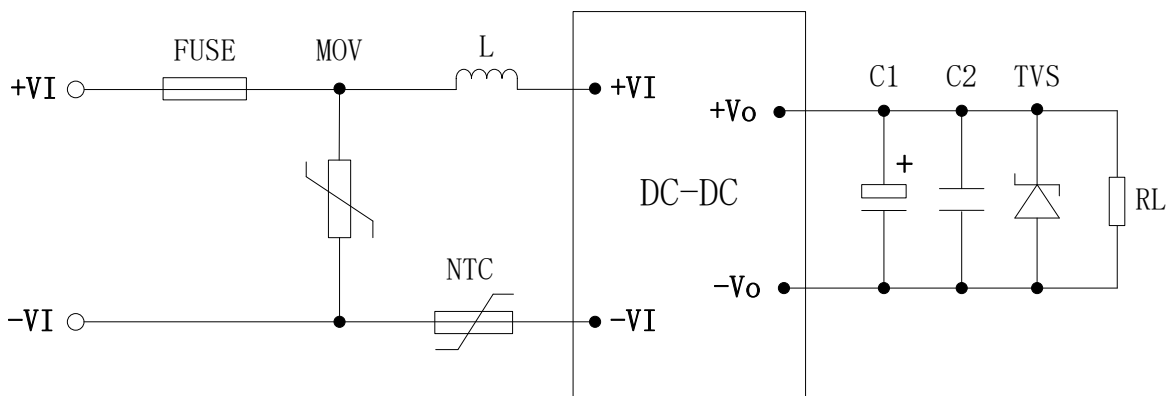 FUSE
MOV
L
C1
C2
TVS
+VI
+VI
+Vo
+
DC-DC
RL
NTC
-Vo
-VI
-VI